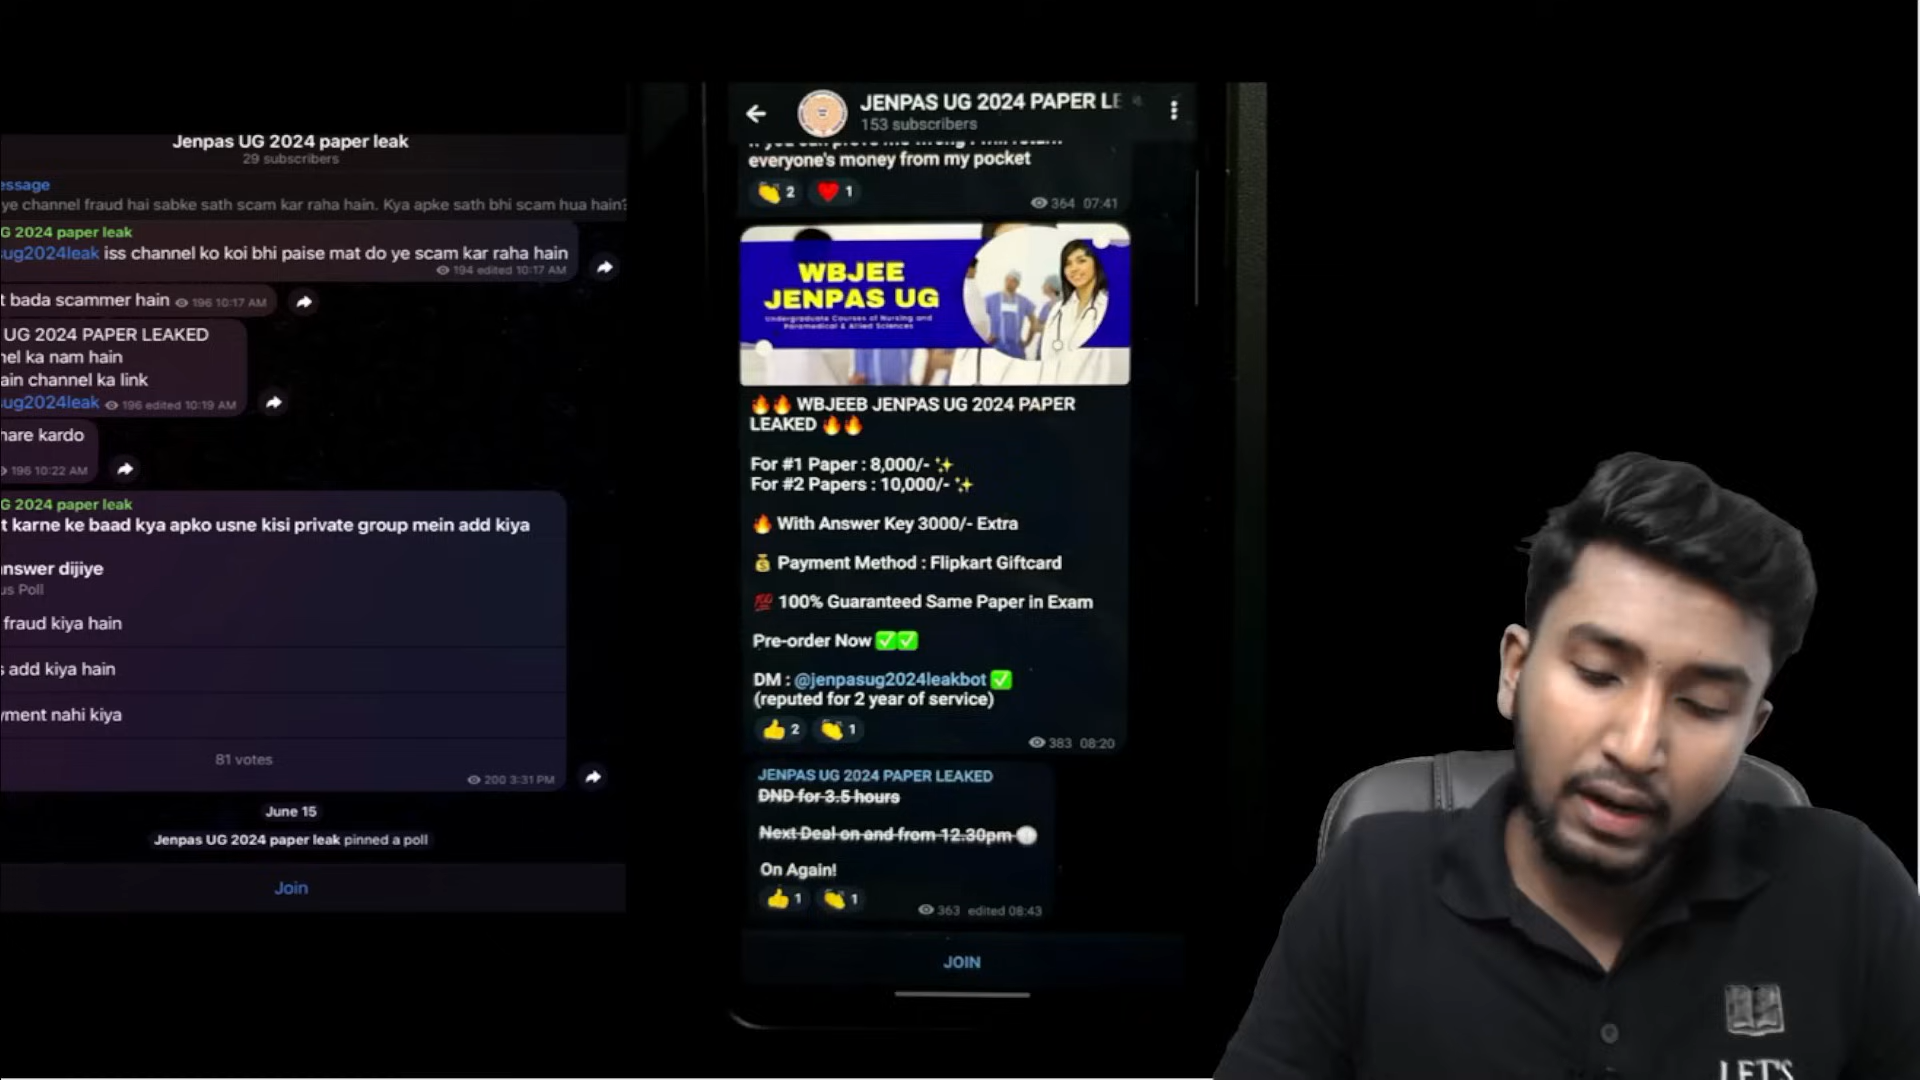 Jenpas UG 2024 paper leak
29 subscribers
essage
ye channel fraud hai sabke sath scam kar raha hain. Kya apke sath bhi scam hua hain?
G 2024 paper leak
ug2024leak iss channel ko koi bhi paise mat do ye scam kar raha hain
194 edited 10:17 AM
t bada scammer hain 196 10:17 AM
UG 2024 PAPER LEAKED
nel ka nam hain
ain channel ka link
ug2024leak 196 edited 10:19 AM
hare kardo
196 10:22 AM
G 2024 paper leak
t karne ke baad kya apko usne kisi private group mein add kiya
nswer dijiye
us Poll
fraud kiya hain
s add kiya hain
yment nahi kiya
81 votes
200 3:31 PM
June 15
Jenpas UG 2024 paper leak pinned a poll
Join
JENPAS UG 2024 PAPER LE
153 subscribers
everyone's money from my pocket
👏 2 ❤️ 1
364 07:41
WBJEE
JENPAS UG
Undergraduate Courses of Nursing and
Paramedical & Allied Sciences
🔥🔥 WBJEEB JENPAS UG 2024 PAPER
LEAKED 🔥🔥
For #1 Paper : 8,000/- ✨
For #2 Papers : 10,000/- ✨
🔥 With Answer Key 3000/- Extra
💰 Payment Method : Flipkart Giftcard
💯 100% Guaranteed Same Paper in Exam
Pre-order Now ✅✅
DM : @jenpasug2024leakbot ✅
(reputed for 2 year of service)
👍 2 👏 1
383 08:20
JENPAS UG 2024 PAPER LEAKED
DND for 3.5 hours
Next Deal on and from 12.30pm
On Again!
👍 1 👏 1
363 edited 08:43
JOIN
LET'S